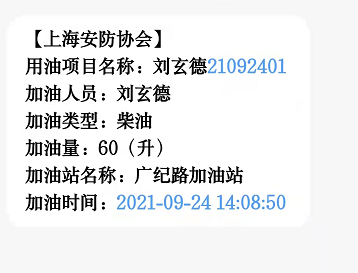 【上海安防协会】
用油项目名称：刘玄德21092401
加油人员：刘玄德
加油类型：柴油
加油量：60（升）
加油站名称：广纪路加油站
加油时间：2021-09-24 14:08:50